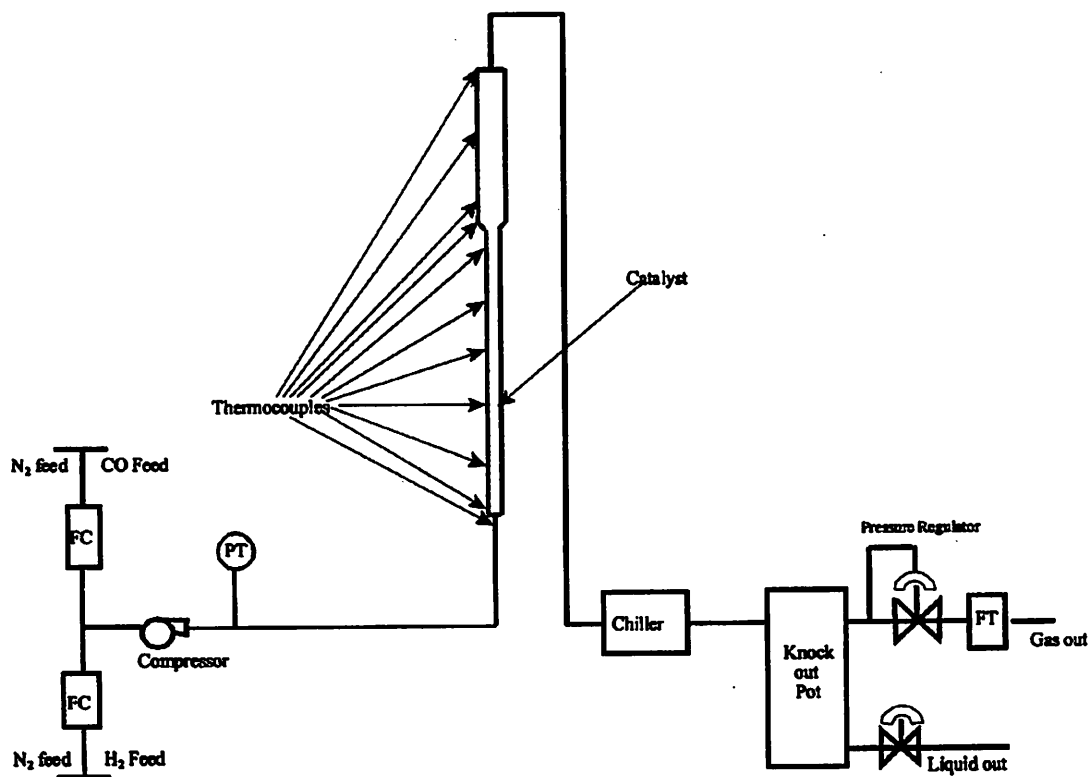 Catalyst
Thermocouples
N₂ feed CO Feed
FC
PT
Pressure Regulator
Compressor
Chiller
Knock
out
Pot
FT
Gas out
FC
N₂ feed H₂ Feed
Liquid out